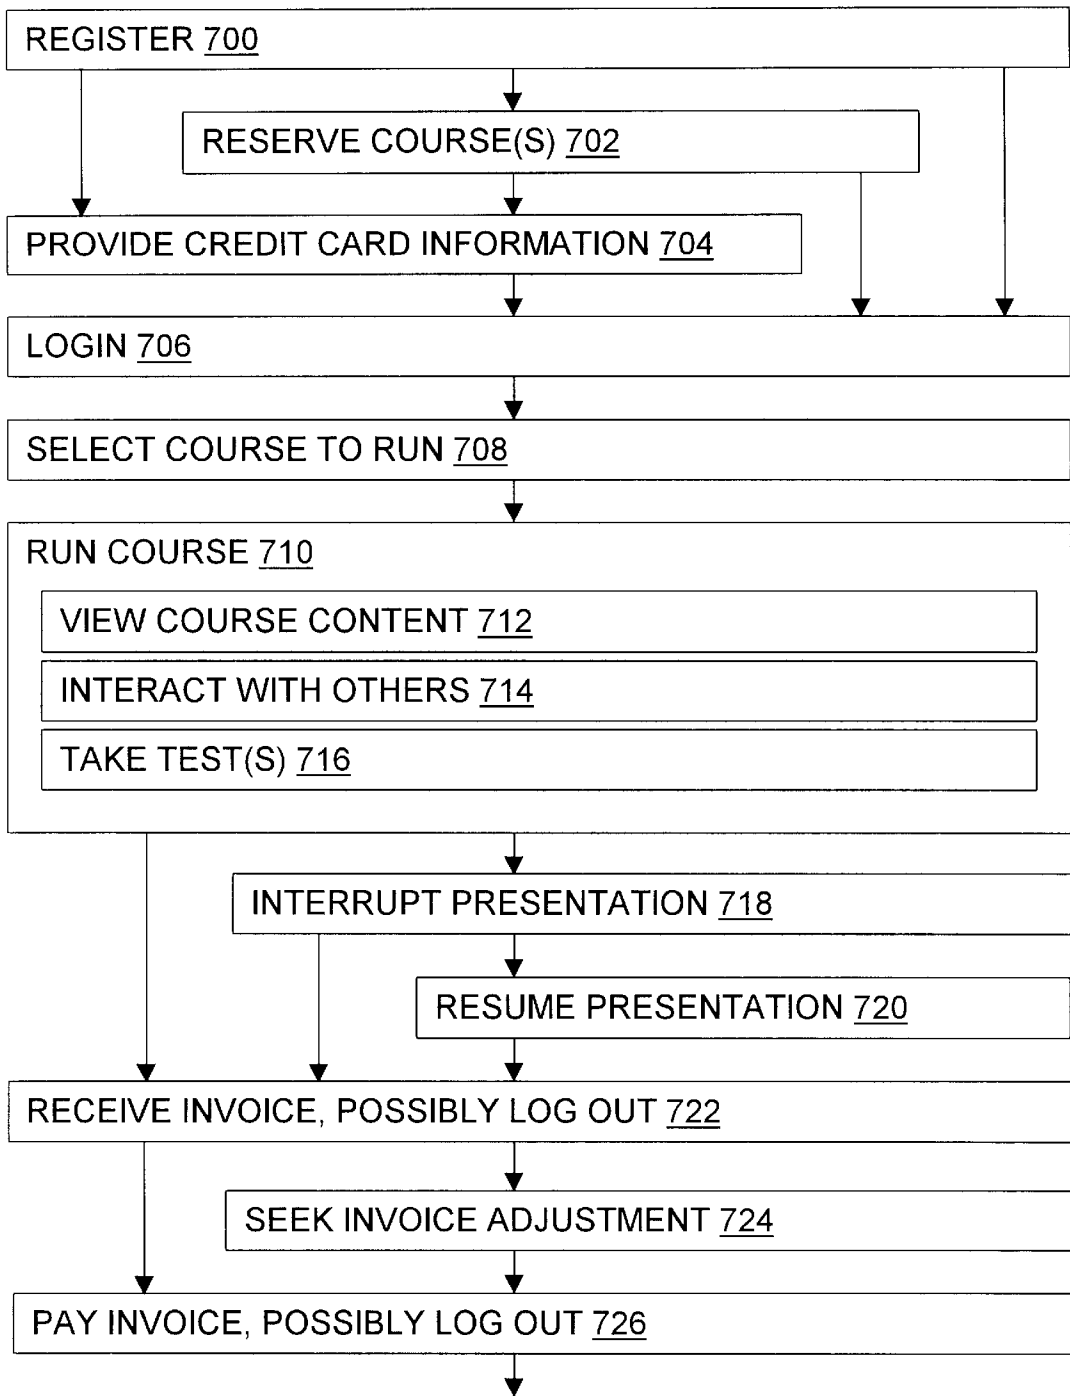 REGISTER 700
RESERVE COURSE(S) 702
PROVIDE CREDIT CARD INFORMATION 704
LOGIN 706
SELECT COURSE TO RUN 708
RUN COURSE 710
VIEW COURSE CONTENT 712
INTERACT WITH OTHERS 714
TAKE TEST(S) 716
INTERRUPT PRESENTATION 718
RESUME PRESENTATION 720
RECEIVE INVOICE, POSSIBLY LOG OUT 722
SEEK INVOICE ADJUSTMENT 724
PAY INVOICE, POSSIBLY LOG OUT 726